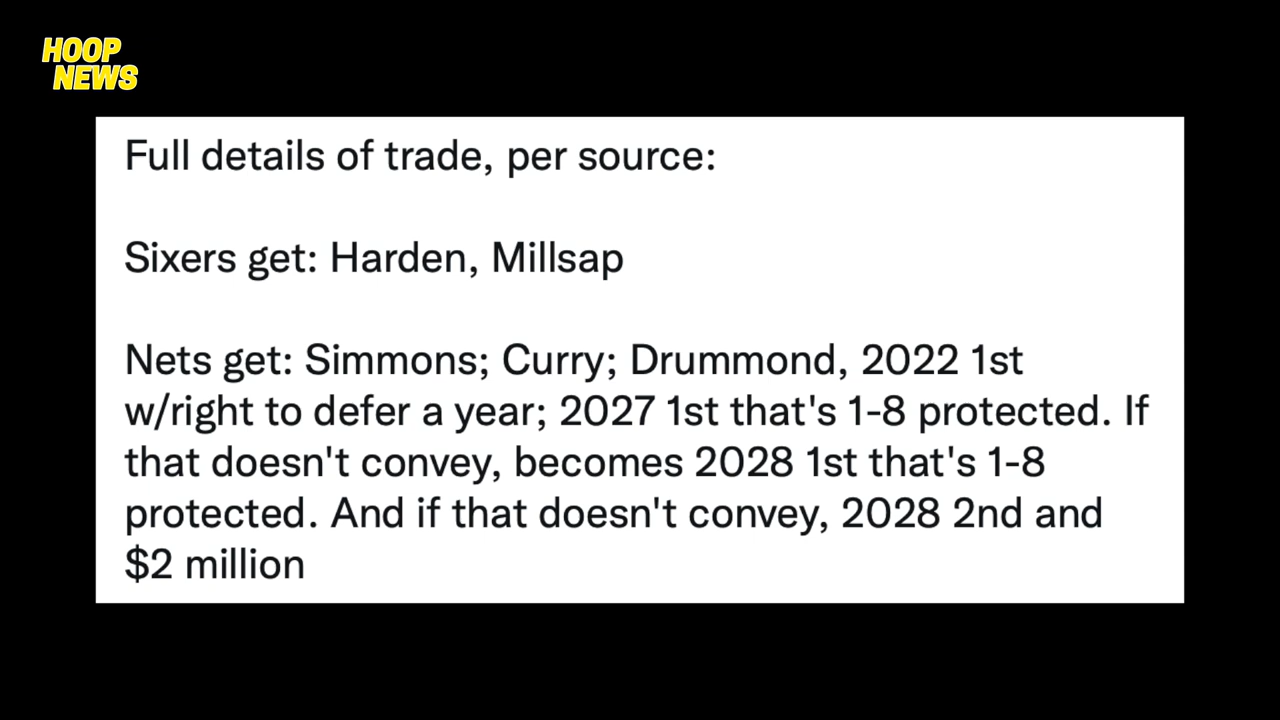 HOOP
NEWS
Full details of trade, per source:
Sixers get: Harden, Millsap
Nets get: Simmons; Curry; Drummond, 2022 1st
w/right to defer a year; 2027 1st that's 1-8 protected. If
that doesn't convey, becomes 2028 1st that's 1-8
protected. And if that doesn't convey, 2028 2nd and
$2 million